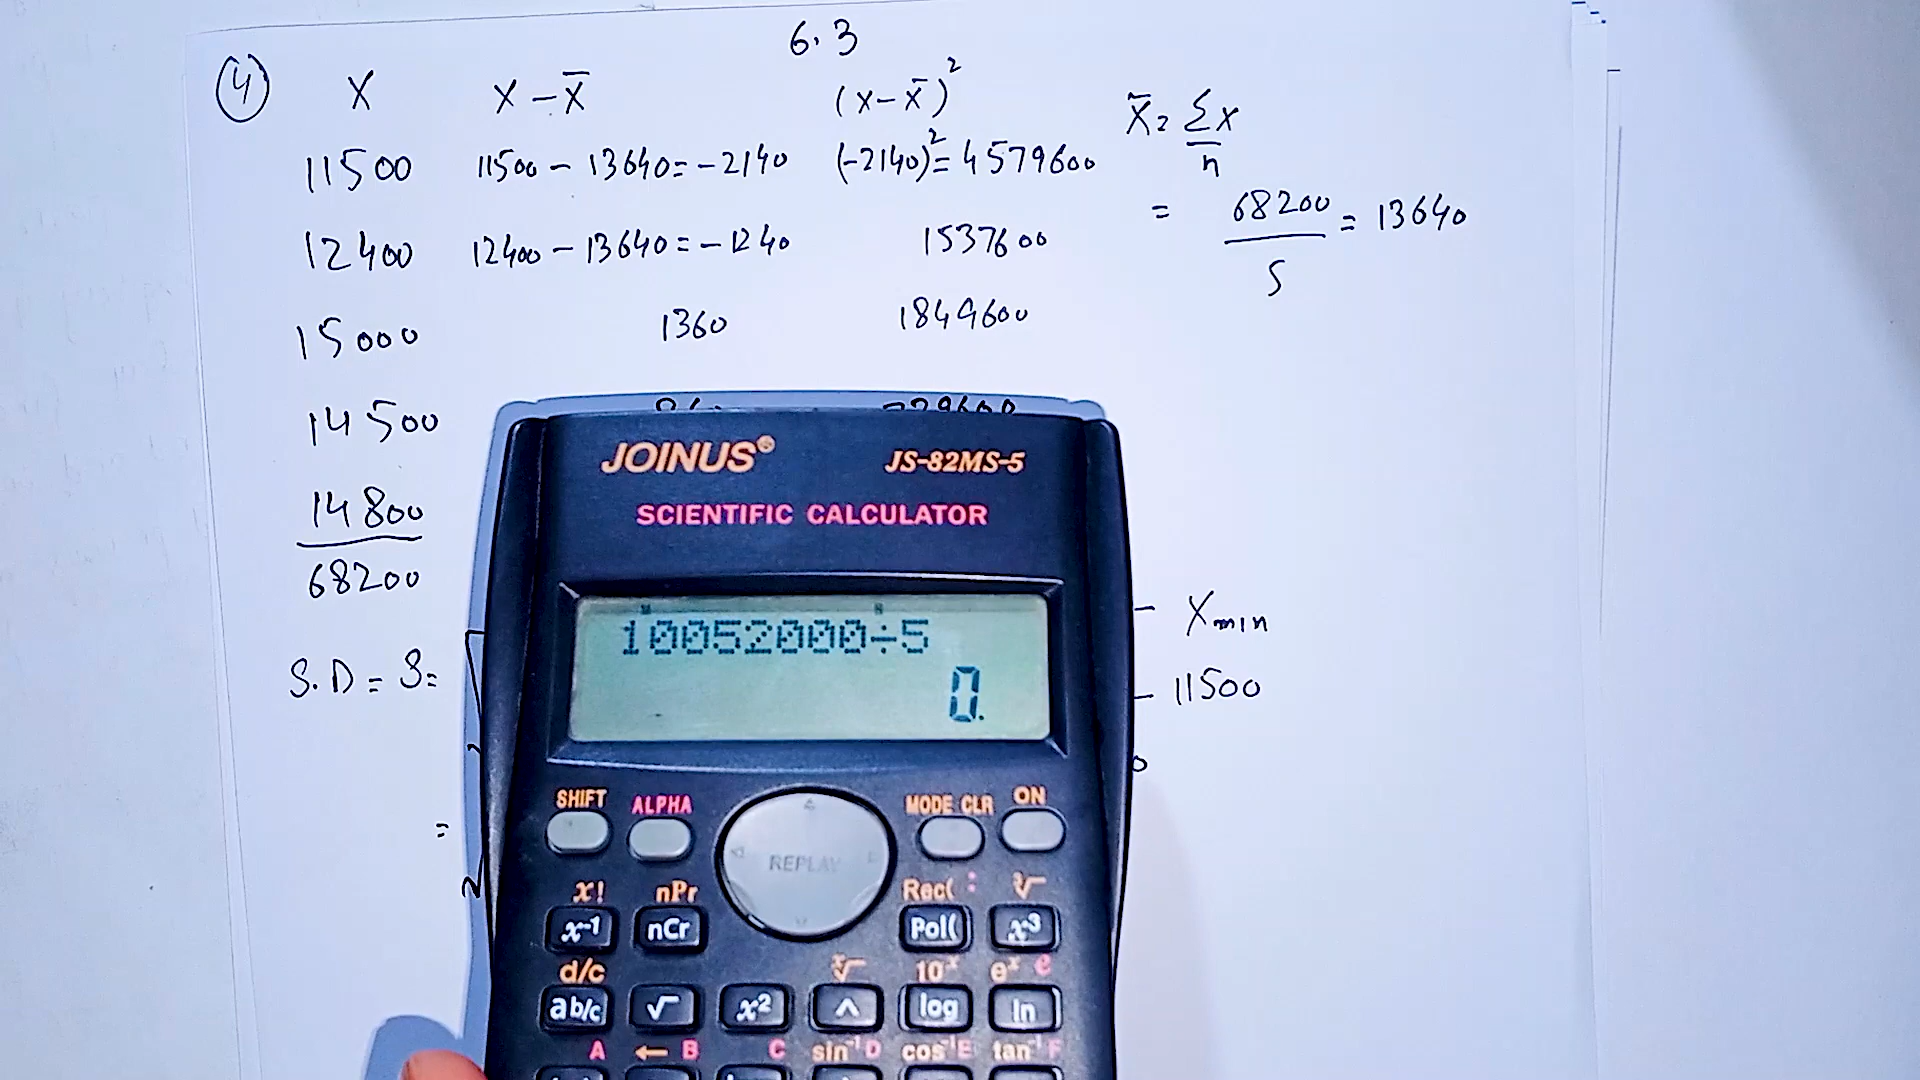 6.3
4 X X - X̄ (x - x̄)² X̄ = Σx
11500 11500 - 13640 = -2140 (-2140)² = 4579600 n
= 68200 = 13640
5
12400 12400 - 13640 = -1240 1537600
15000 1360 1849600
14500
14800
68200
S.D = S =
- Xmin
- 11500
0
=
JOINUS® JS-82MS-5
SCIENTIFIC CALCULATOR
M S
10052000÷5
0.
SHIFT ALPHA MODE CLR ON
REPLAY
x! nPr Rec( : ³√
x⁻¹ nCr Pol( x³
d/c ˣ√ 10ˣ eˣ e
ab/c √ x² ^ log ln
A ← B C sin⁻¹ D cos⁻¹ E tan⁻¹ F